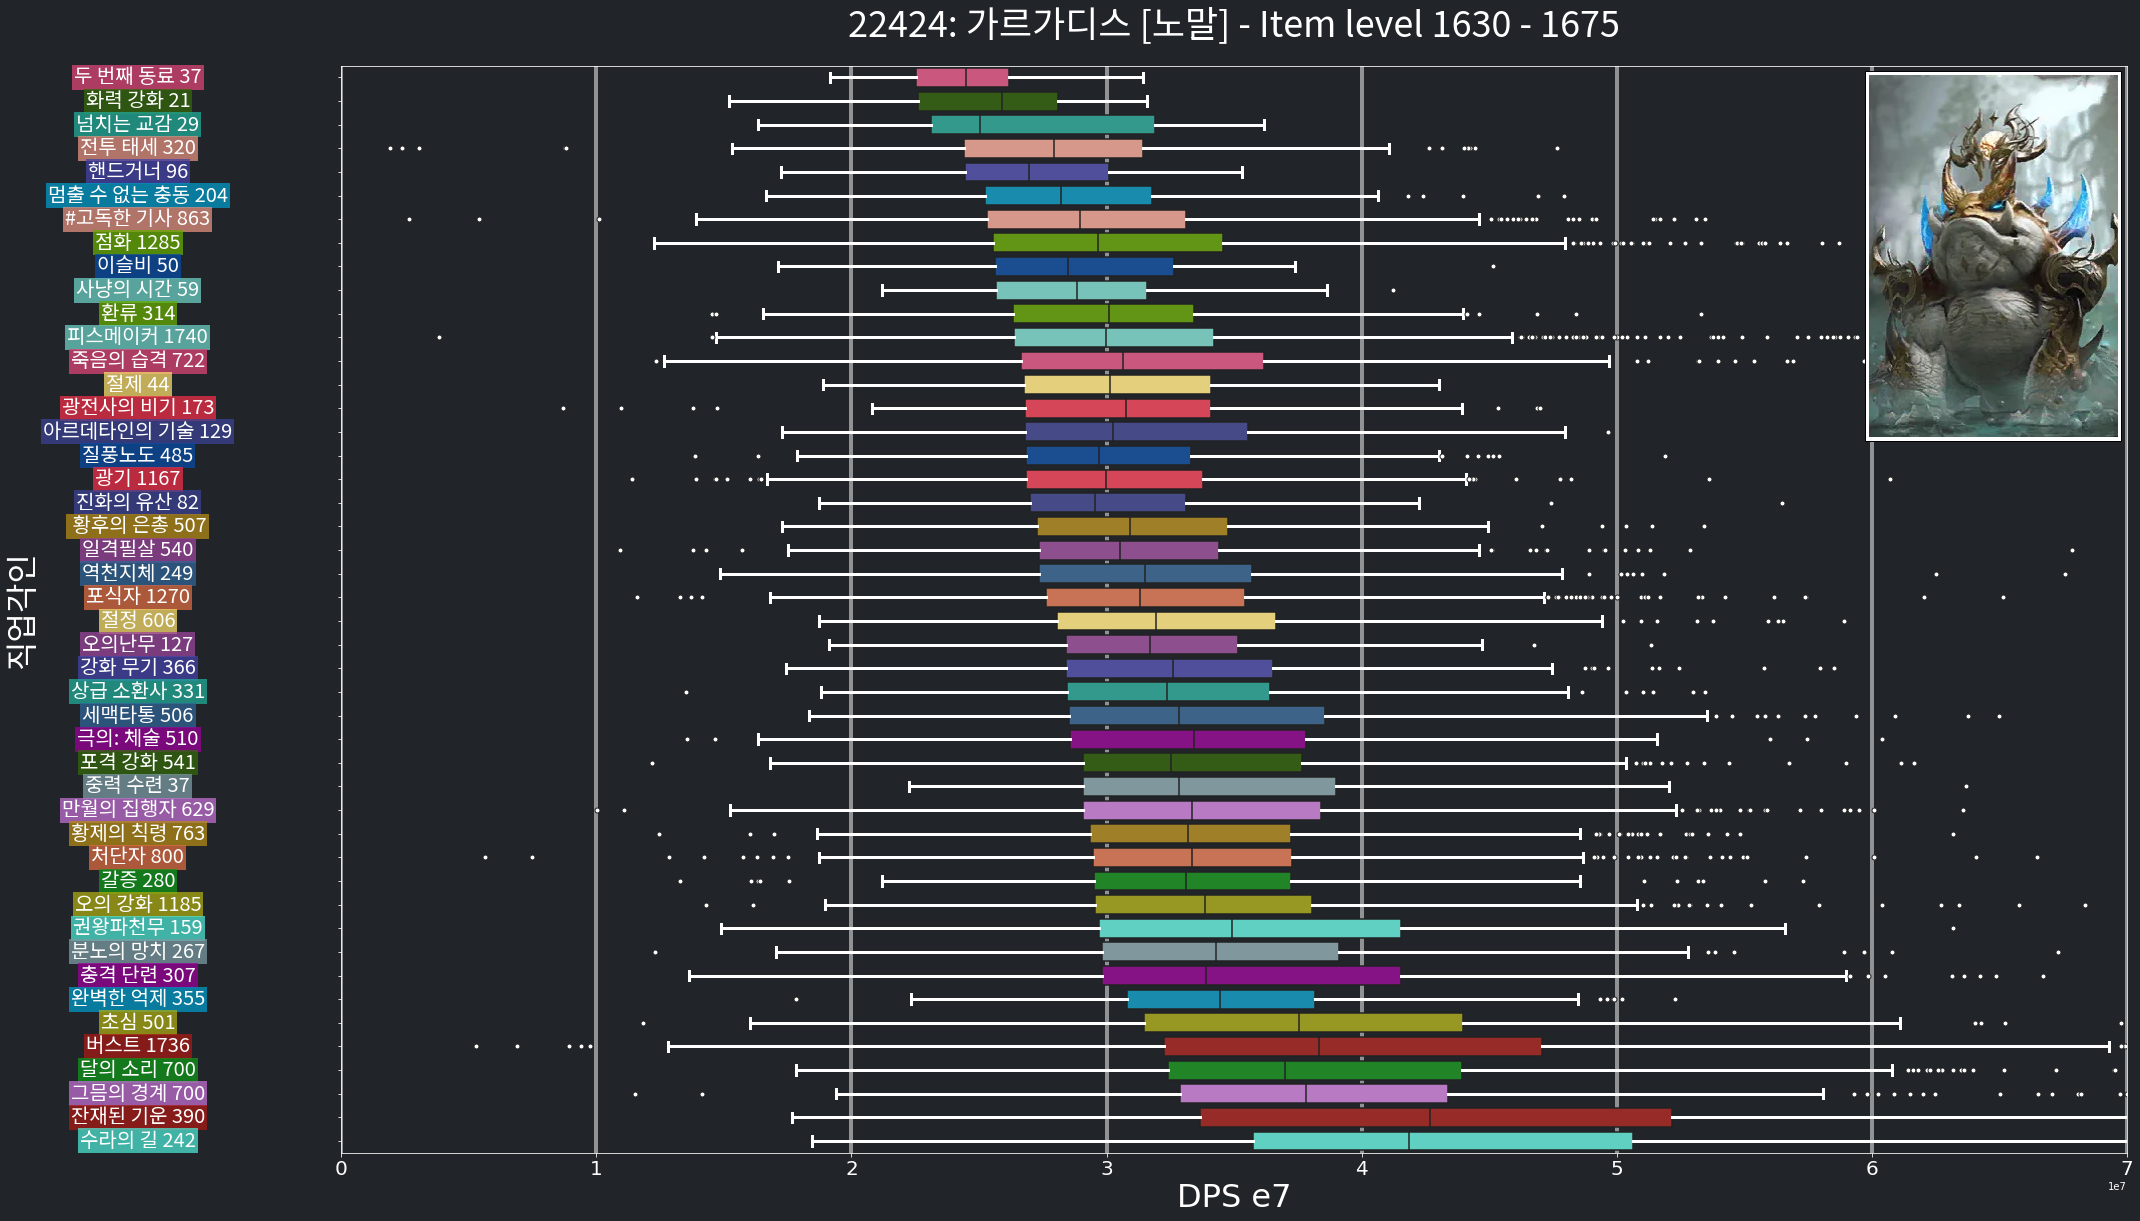 22424: 가르가디스 [노말] - Item level 1630 - 1675
두 번째 동료 37
화력 강화 21
넘치는 교감 29
전투 태세 320
핸드거너 96
멈출 수 없는 충동 204
#고독한 기사 863
점화 1285
이슬비 50
사냥의 시간 59
환류 314
피스메이커 1740
죽음의 습격 722
절제 44
광전사의 비기 173
아르데타인의 기술 129
질풍노도 485
광기 1167
진화의 유산 82
황후의 은총 507
일격필살 540
역천지체 249
포식자 1270
절정 606
오의난무 127
강화 무기 366
상급 소환사 331
세맥타통 506
극의: 체술 510
포격 강화 541
중력 수련 37
만월의 집행자 629
황제의 칙령 763
처단자 800
갈증 280
오의 강화 1185
권왕파천무 159
분노의 망치 267
충격 단련 307
완벽한 억제 355
초심 501
버스트 1736
달의 소리 700
그믐의 경계 700
잔재된 기운 390
수라의 길 242
직업각인
0 1 2 3 4 5 6 7
DPS e7
1e7